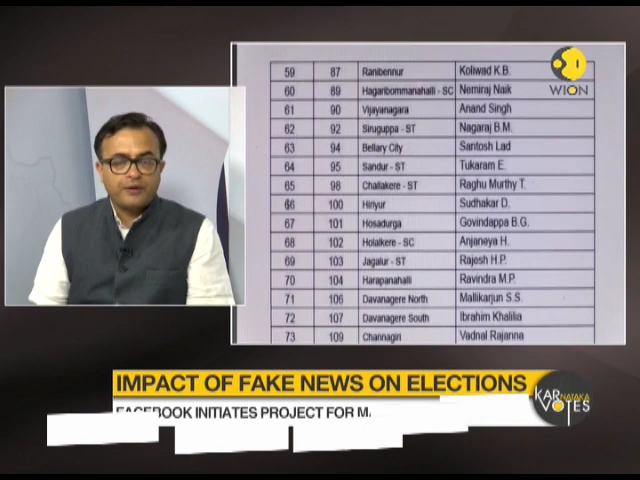 59 87 Ranibennur Koliwad K.B.
60 89 Hagaribommanahalli - SC Nemiraj Naik
61 90 Vijayanagara Anand Singh
62 92 Siruguppa - ST Nagaraj B.M.
63 94 Bellary City Santosh Lad
64 95 Sandur - ST Tukaram E.
65 98 Challakere - ST Raghu Murthy T.
66 100 Hiriyur Sudhakar D.
67 101 Hosadurga Govindappa B.G.
68 102 Holalkere - SC Anjaneya H.
69 103 Jagalur - ST Rajesh H.P.
70 104 Harapanahalli Ravindra M.P.
71 106 Davanagere North Mallikarjun S.S.
72 107 Davanagere South Ibrahim Khalilia
73 109 Channagiri Vadnal Rajanna
WION
IMPACT OF FAKE NEWS ON ELECTIONS
FACEBOOK INITIATES PROJECT FOR
KARNATAKA
VOTES